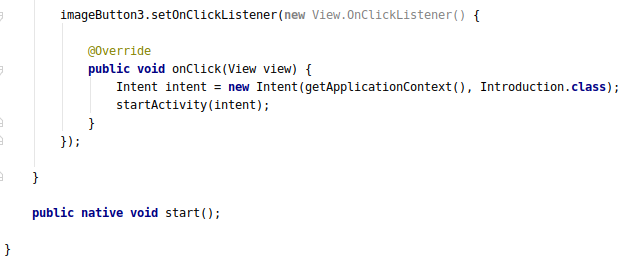 imageButton3.setOnClickListener(new View.OnClickListener() {
@Override
public void onClick(View view) {
Intent intent = new Intent(getApplicationContext(), Introduction.class);
startActivity(intent);
}
});
}
public native void start();
}